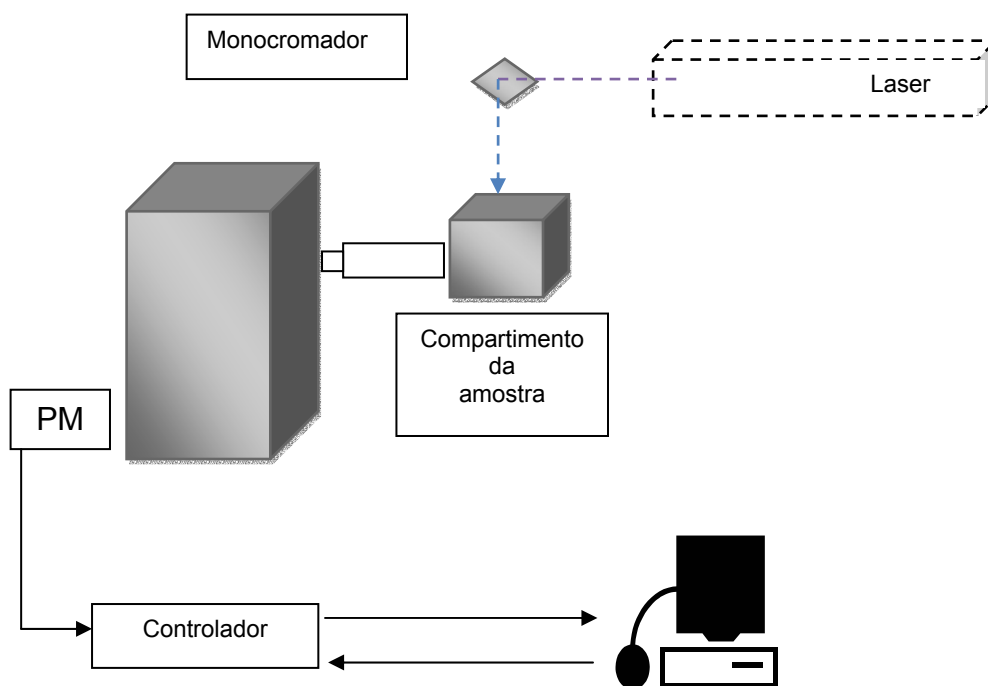 Monocromador
Laser
Compartimento
da
amostra
PM
Controlador